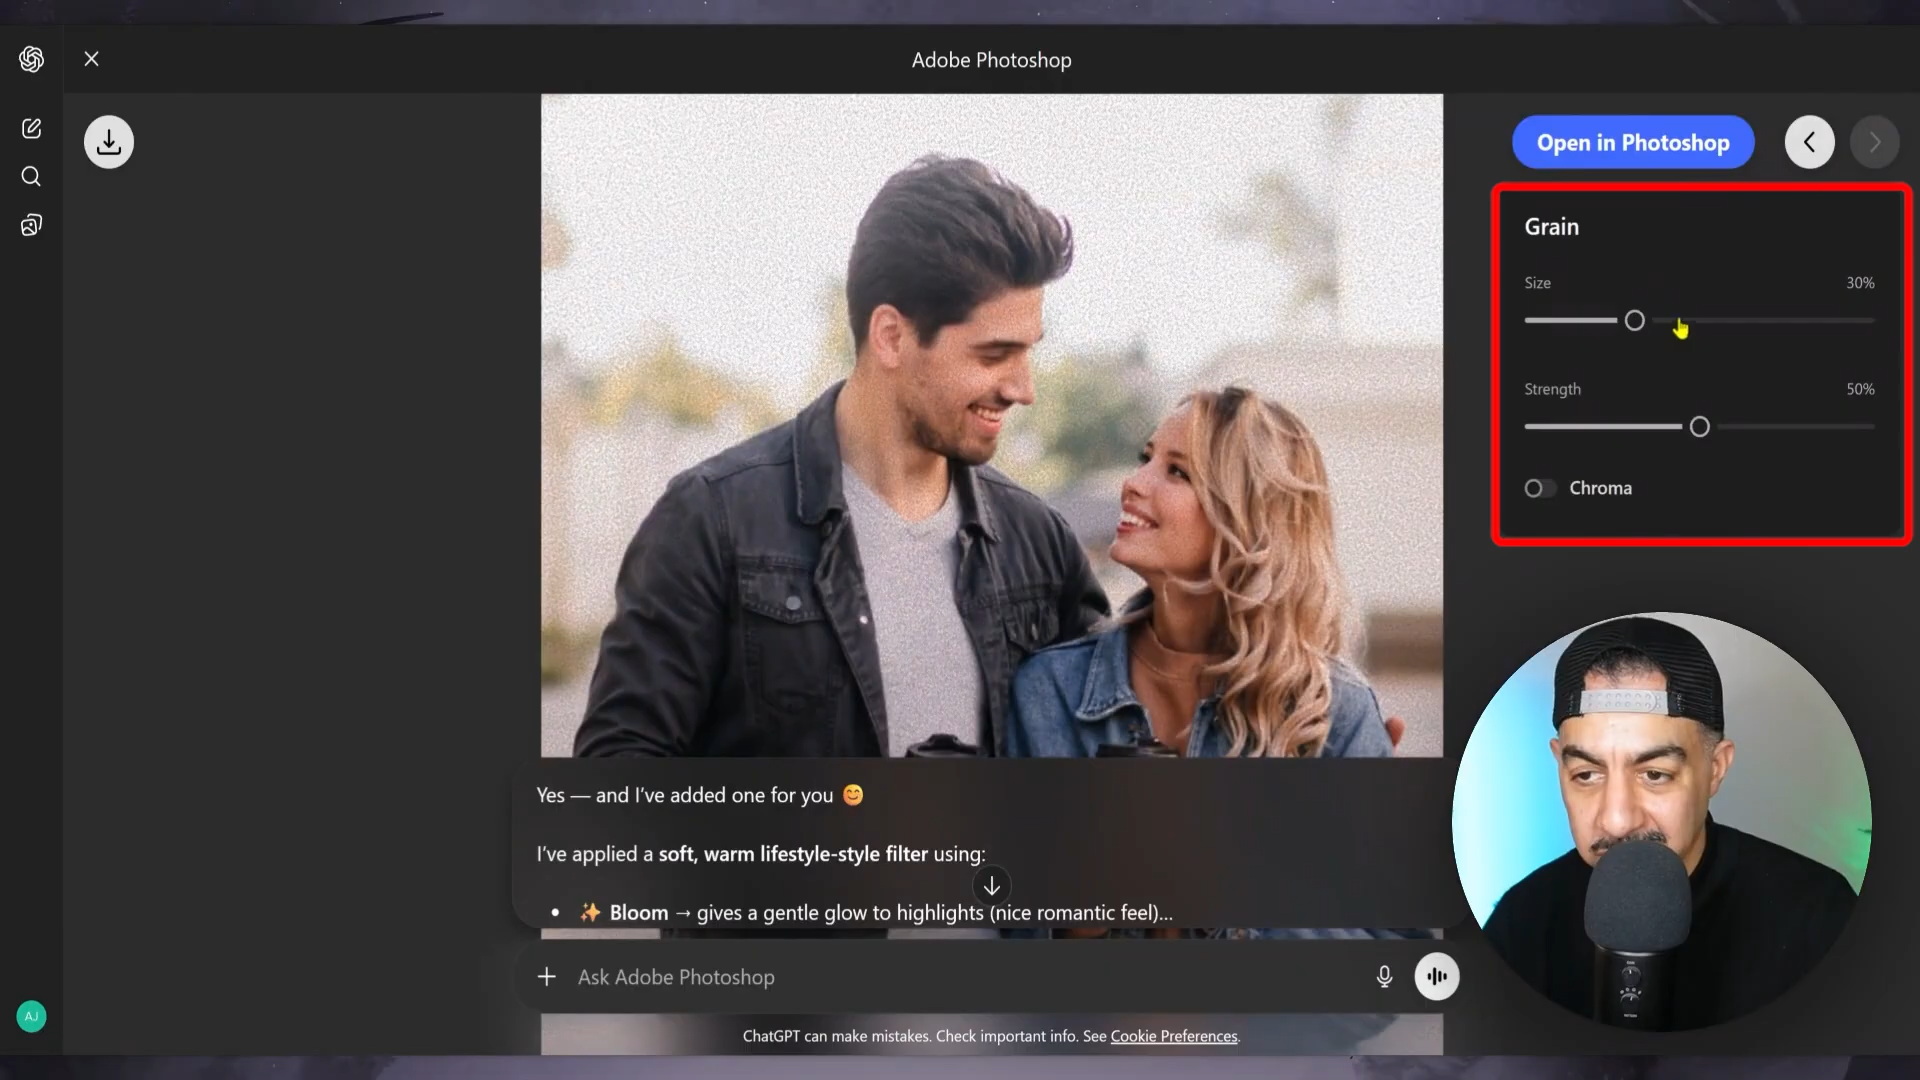 Adobe Photoshop
Open in Photoshop
Grain
Size 30%
Strength 50%
Chroma
Yes — and I’ve added one for you 😊
I’ve applied a soft, warm lifestyle-style filter using:
• ✨ Bloom → gives a gentle glow to highlights (nice romantic feel)...
Ask Adobe Photoshop
AJ
ChatGPT can make mistakes. Check important info. See Cookie Preferences.